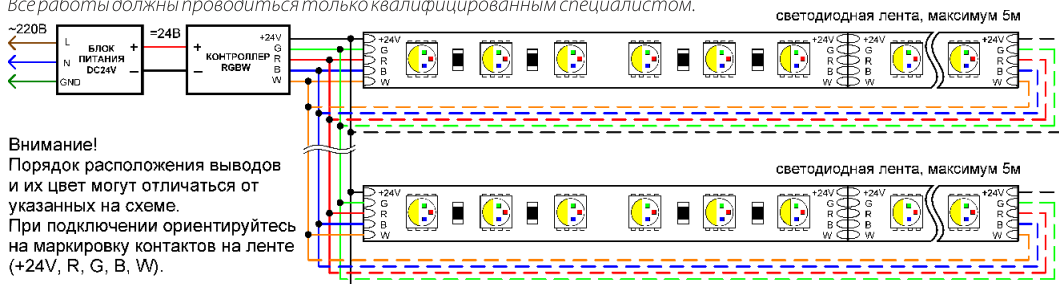 Все работы должны проводиться только квалифицированным специалистом.
светодиодная лента, максимум 5м
~220В
L
N
GND
БЛОК
ПИТАНИЯ
DC24V
+
−
=24В
+
−
КОНТРОЛЛЕР
RGBW
+24V
G
R
B
W
+24V
G
R
B
W
+24V
G
R
B
W
+24V
G
R
B
W
+24V
G
R
B
W
Внимание!
Порядок расположения выводов
и их цвет могут отличаться от
указанных на схеме.
При подключении ориентируйтесь
на маркировку контактов на ленте
(+24V, R, G, B, W).
светодиодная лента, максимум 5м
+24V
G
R
B
W
+24V
G
R
B
W
+24V
G
R
B
W
+24V
G
R
B
W